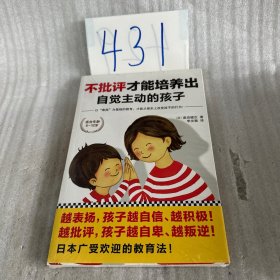 431
不批评才能培养出
自觉主动的孩子
越表扬，孩子越自信、越积极！
越批评，孩子越自卑、越叛逆！
日本广受欢迎的教育法！